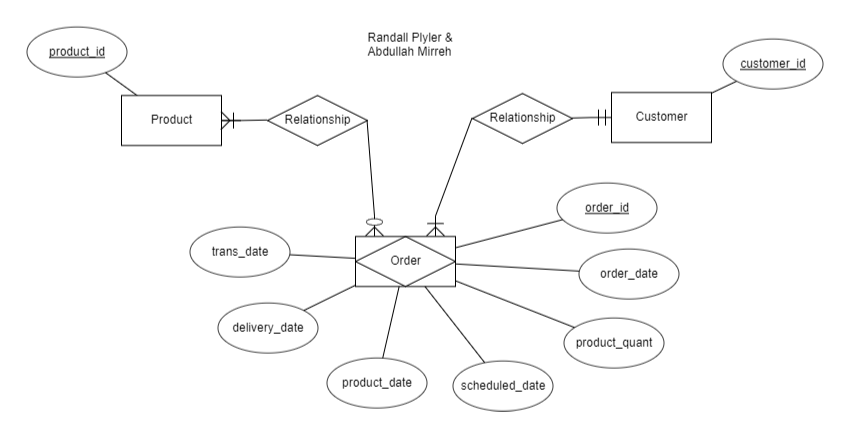 Randall Plyler &
Abdullah Mirreh
product_id
customer_id
Product
Relationship
Relationship
Customer
order_id
trans_date
Order
order_date
delivery_date
product_quant
product_date
scheduled_date